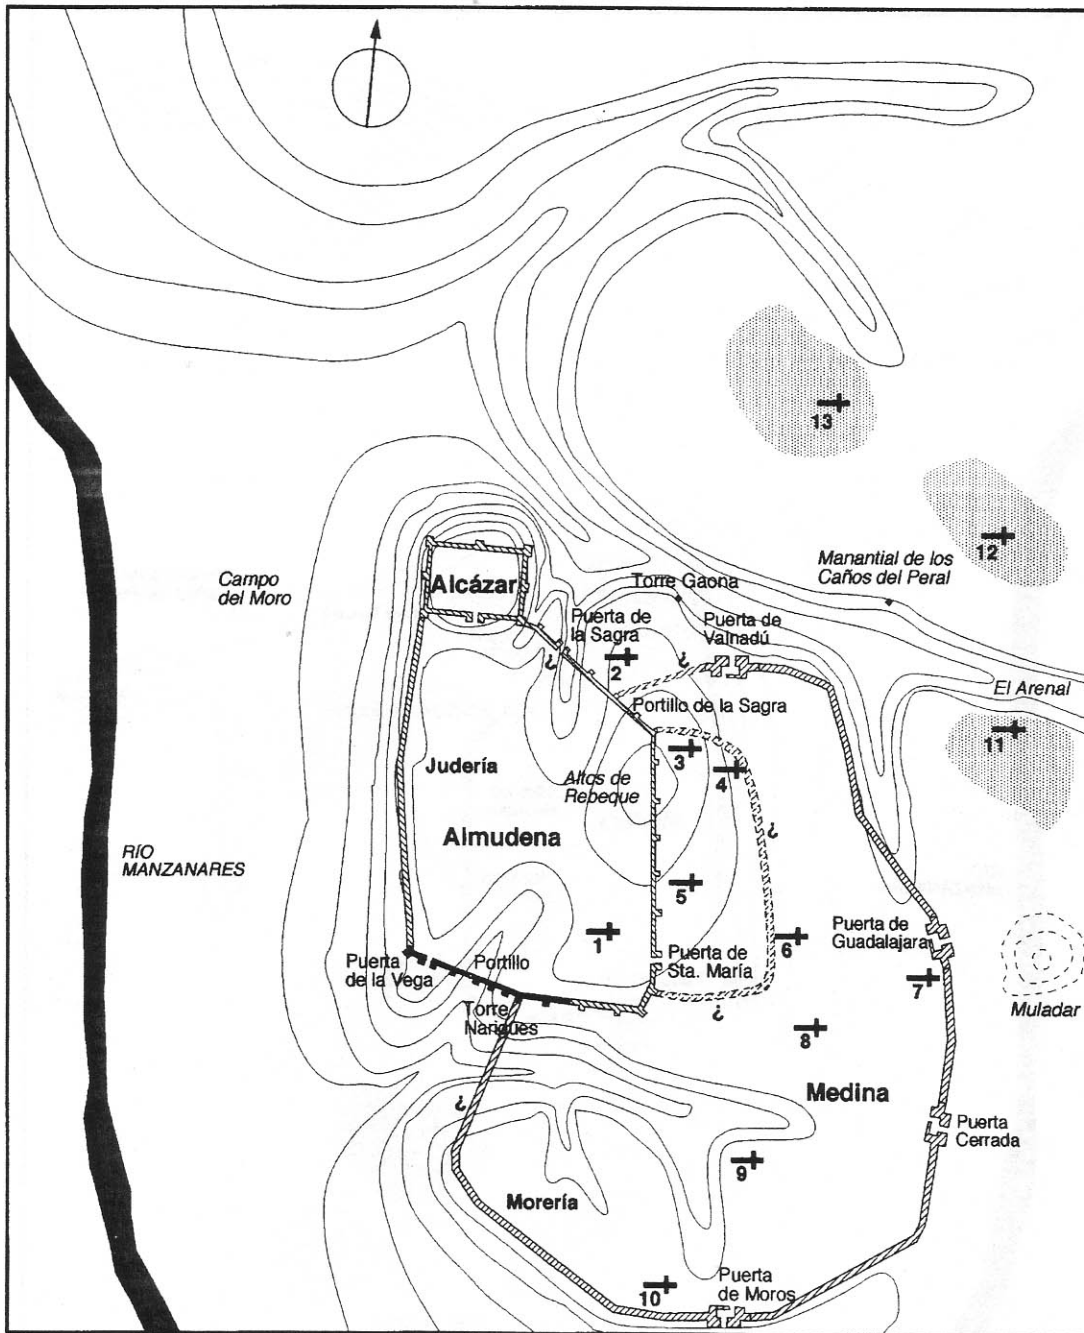 13
12
Manantial de los
Caños del Peral
Campo
del Moro
Alcázar
Torre Gaona
Puerta de
la Sagra
Puerta de
Valnadú
¿
2
¿
El Arenal
Portillo de la Sagra
11
3
4
Judería
Altos de
Rebeque
¿
Almudena
RÍO
MANZANARES
5
1
6
Puerta de
Guadalajara
Puerta
de la Vega
Portillo
Puerta de
Sta. María
7
Torre
Narigües
¿
8
Muladar
Medina
¿
Puerta
Cerrada
9
Morería
10
Puerta
de Moros